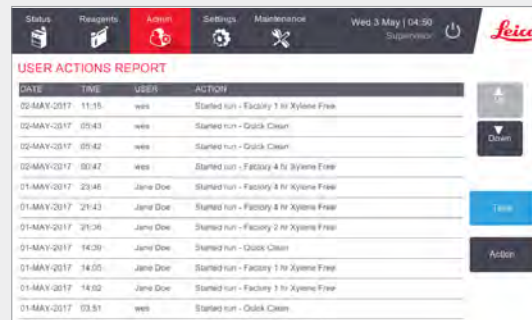 Status Reagents Admin Settings Maintenance Wed 3 May | 04:50
Supervisor
Leica
USER ACTIONS REPORT
DATE TIME USER ACTION
02-MAY-2017 11:15 wes Started run - Factory 1 hr Xylene Free
02-MAY-2017 05:43 wes Started run - Quick Clean
02-MAY-2017 05:42 wes Started run - Quick Clean
02-MAY-2017 00:47 wes Started run - Factory 4 hr Xylene Free
01-MAY-2017 23:46 Jane Doe Started run - Factory 4 hr Xylene Free
01-MAY-2017 21:43 Jane Doe Started run - Factory 4 hr Xylene Free
01-MAY-2017 21:36 Jane Doe Started run - Factory 2 hr Xylene Free
01-MAY-2017 14:30 Jane Doe Started run - Quick Clean
01-MAY-2017 14:05 Jane Doe Started run - Factory 1 hr Xylene Free
01-MAY-2017 14:02 Jane Doe Started run - Factory 1 hr Xylene Free
01-MAY-2017 03:51 wes Started run - Quick Clean
Up
Down
Time
Action